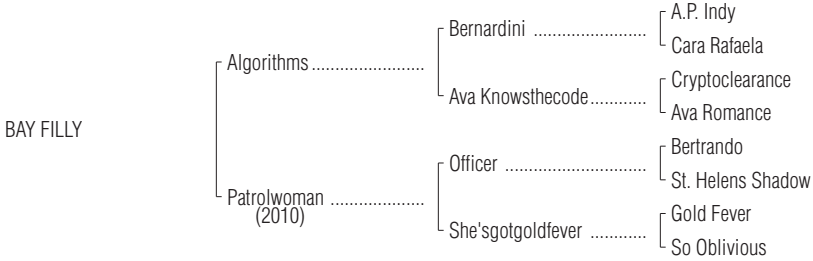 A.P. Indy
Bernardini ........................
Cara Rafaela
Algorithms ........................
Cryptoclearance
Ava Knowsthecode............
Ava Romance
BAY FILLY
Bertrando
Officer ..............................
St. Helens Shadow
Patrolwoman ....................
(2010)
Gold Fever
She'sgotgoldfever ............
So Oblivious